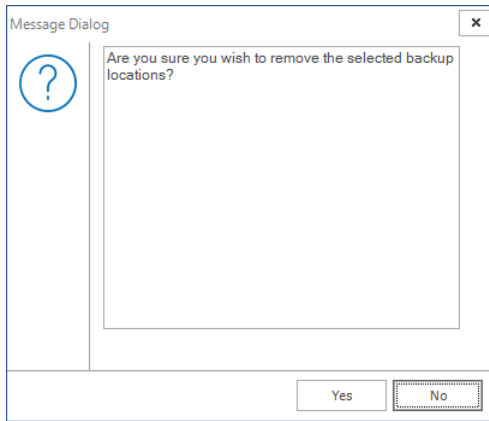 Message Dialog
Are you sure you wish to remove the selected backup
locations?
Yes
No